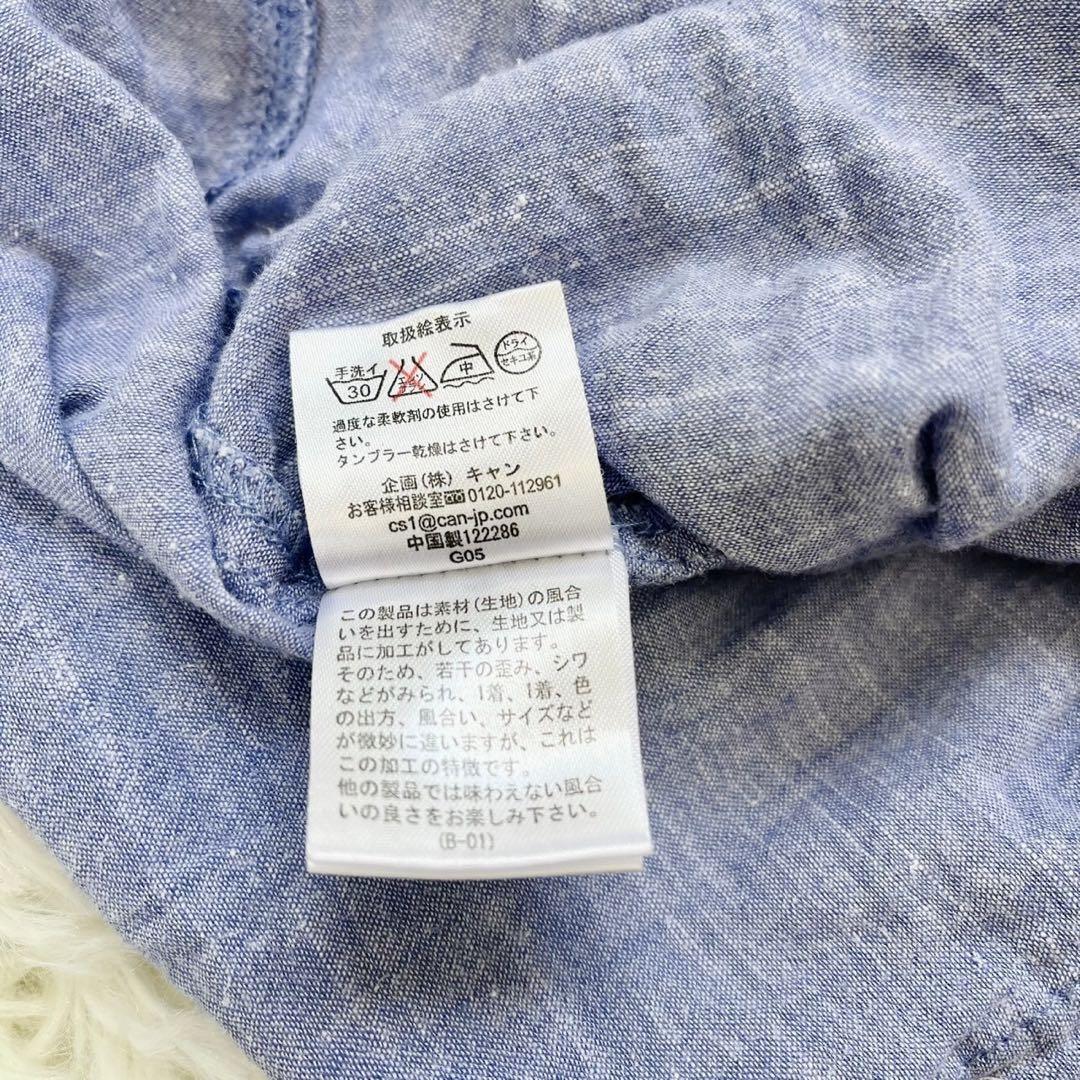 取扱絵表示
手洗イ ドライ
30 エンソサラシ 中 セキユ系
過度な柔軟剤の使用はさけて下
さい。
タンブラー乾燥はさけて下さい。
企画(株) キャン
お客様相談室 0120-112961
cs1@can-jp.com
中国製122286
G05
この製品は素材(生地)の風合
いを出すために、生地又は製
品に加工がしてあります。
そのため、若干の歪み、シワ
などがみられ、1着、1着、色
の出方、風合い、サイズなど
が微妙に違いますが、これは
この加工の特徴です。
他の製品では味わえない風合
いの良さをお楽しみ下さい。
(B-01)